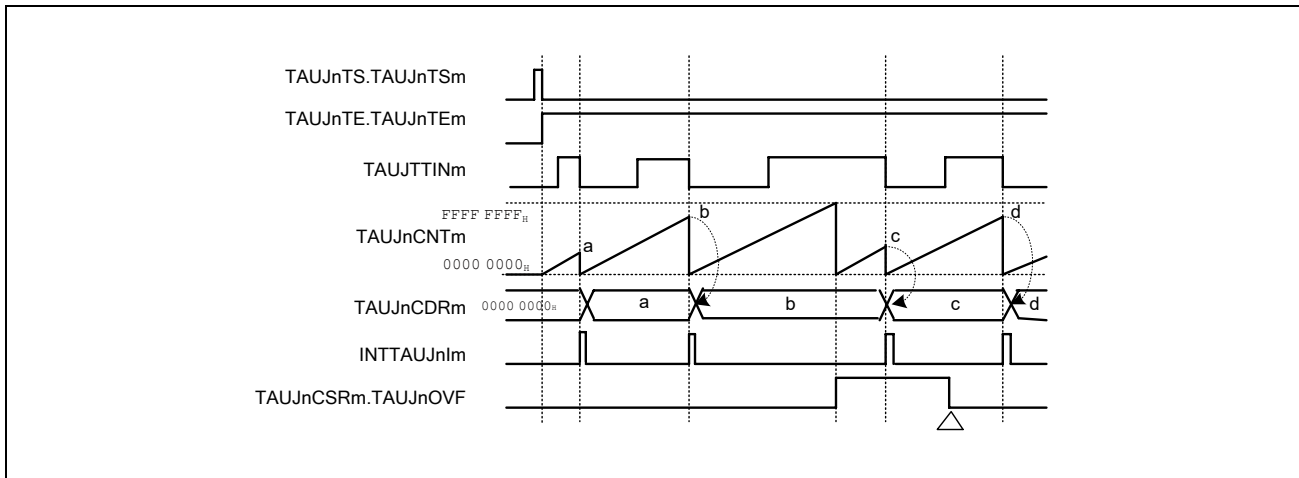 TAUJnTS.TAUJnTSm
TAUJnTE.TAUJnTEm
TAUJTTINm
FFFF FFFFH b d
TAUJnCNTm a c
0000 0000H
TAUJnCDRm 0000 0000H a b c d
INTTAUJnIm
TAUJnCSRm.TAUJnOVF